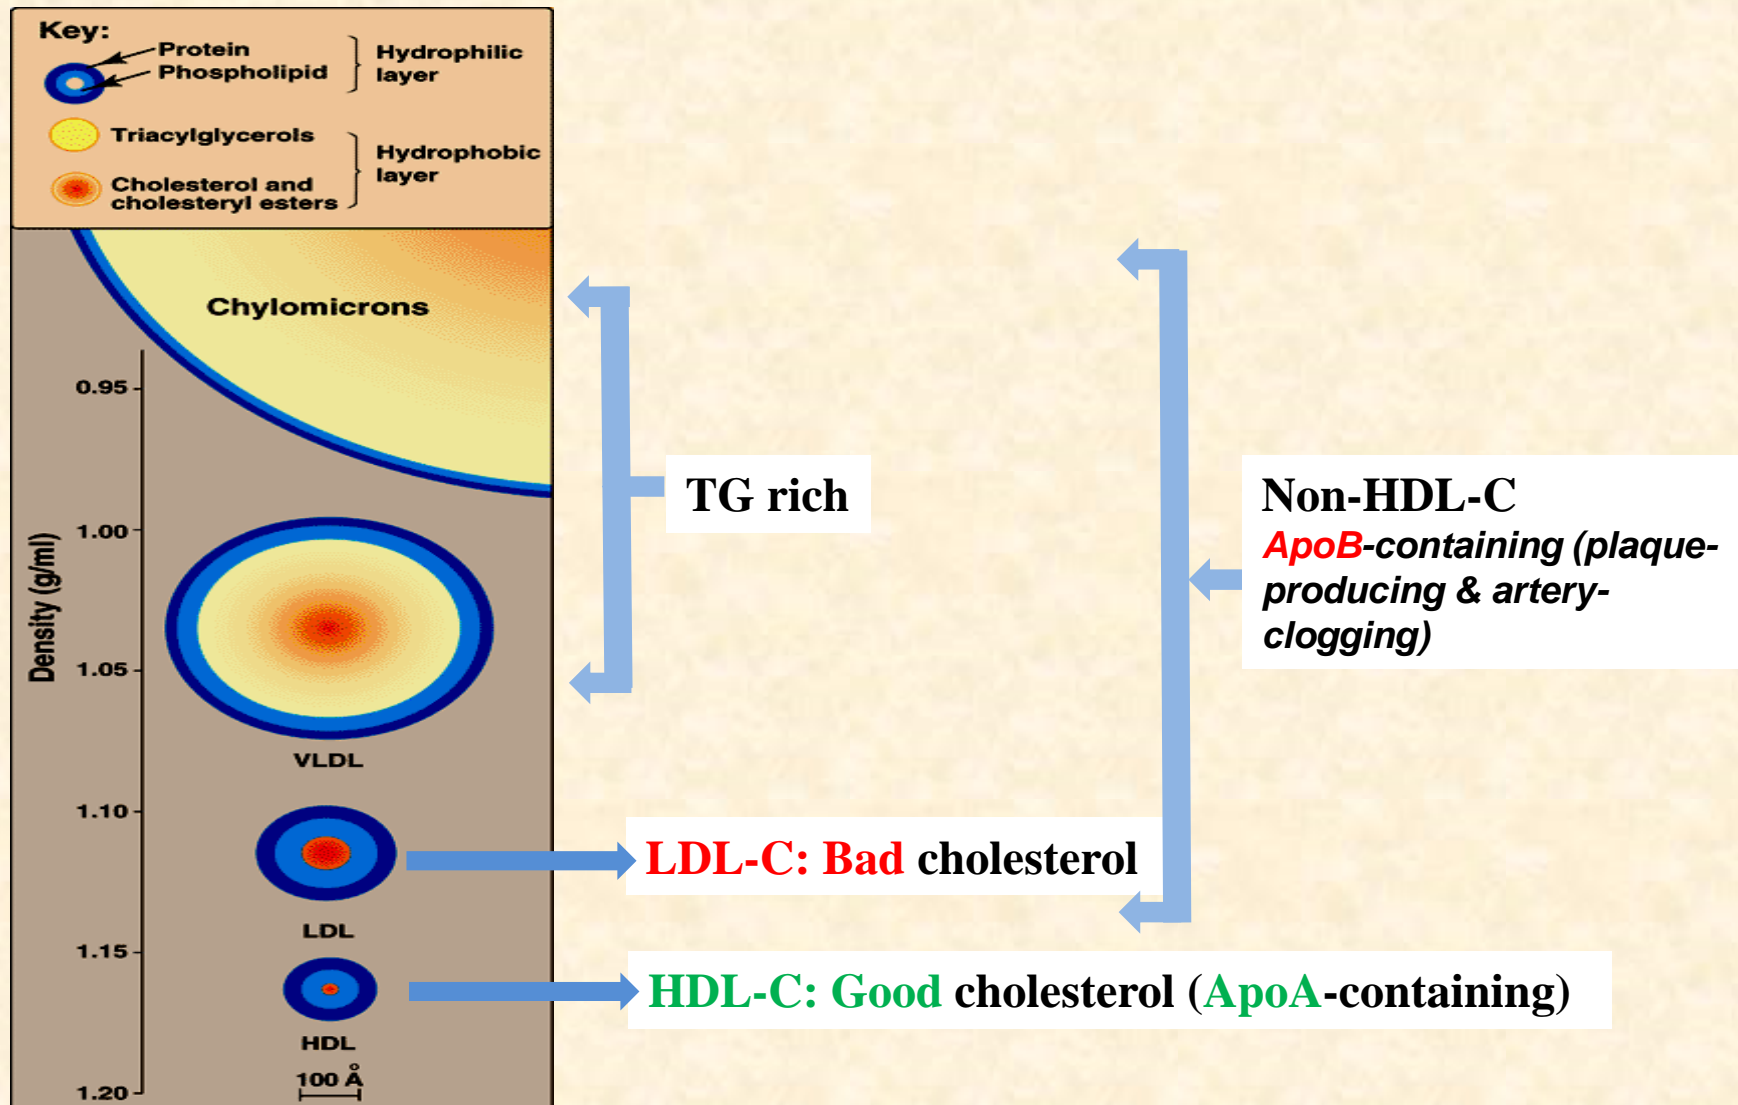 Key:
Protein
Phospholipid
Hydrophilic
layer
Triacylglycerols
Cholesterol and
cholesteryl esters
Hydrophobic
layer
Chylomicrons
Density (g/ml)
0.95
1.00
1.05
1.10
1.15
1.20
VLDL
LDL
HDL
100 Å
TG rich
Non-HDL-C
ApoB-containing (plaque-
producing & artery-
clogging)
LDL-C: Bad cholesterol
HDL-C: Good cholesterol (ApoA-containing)